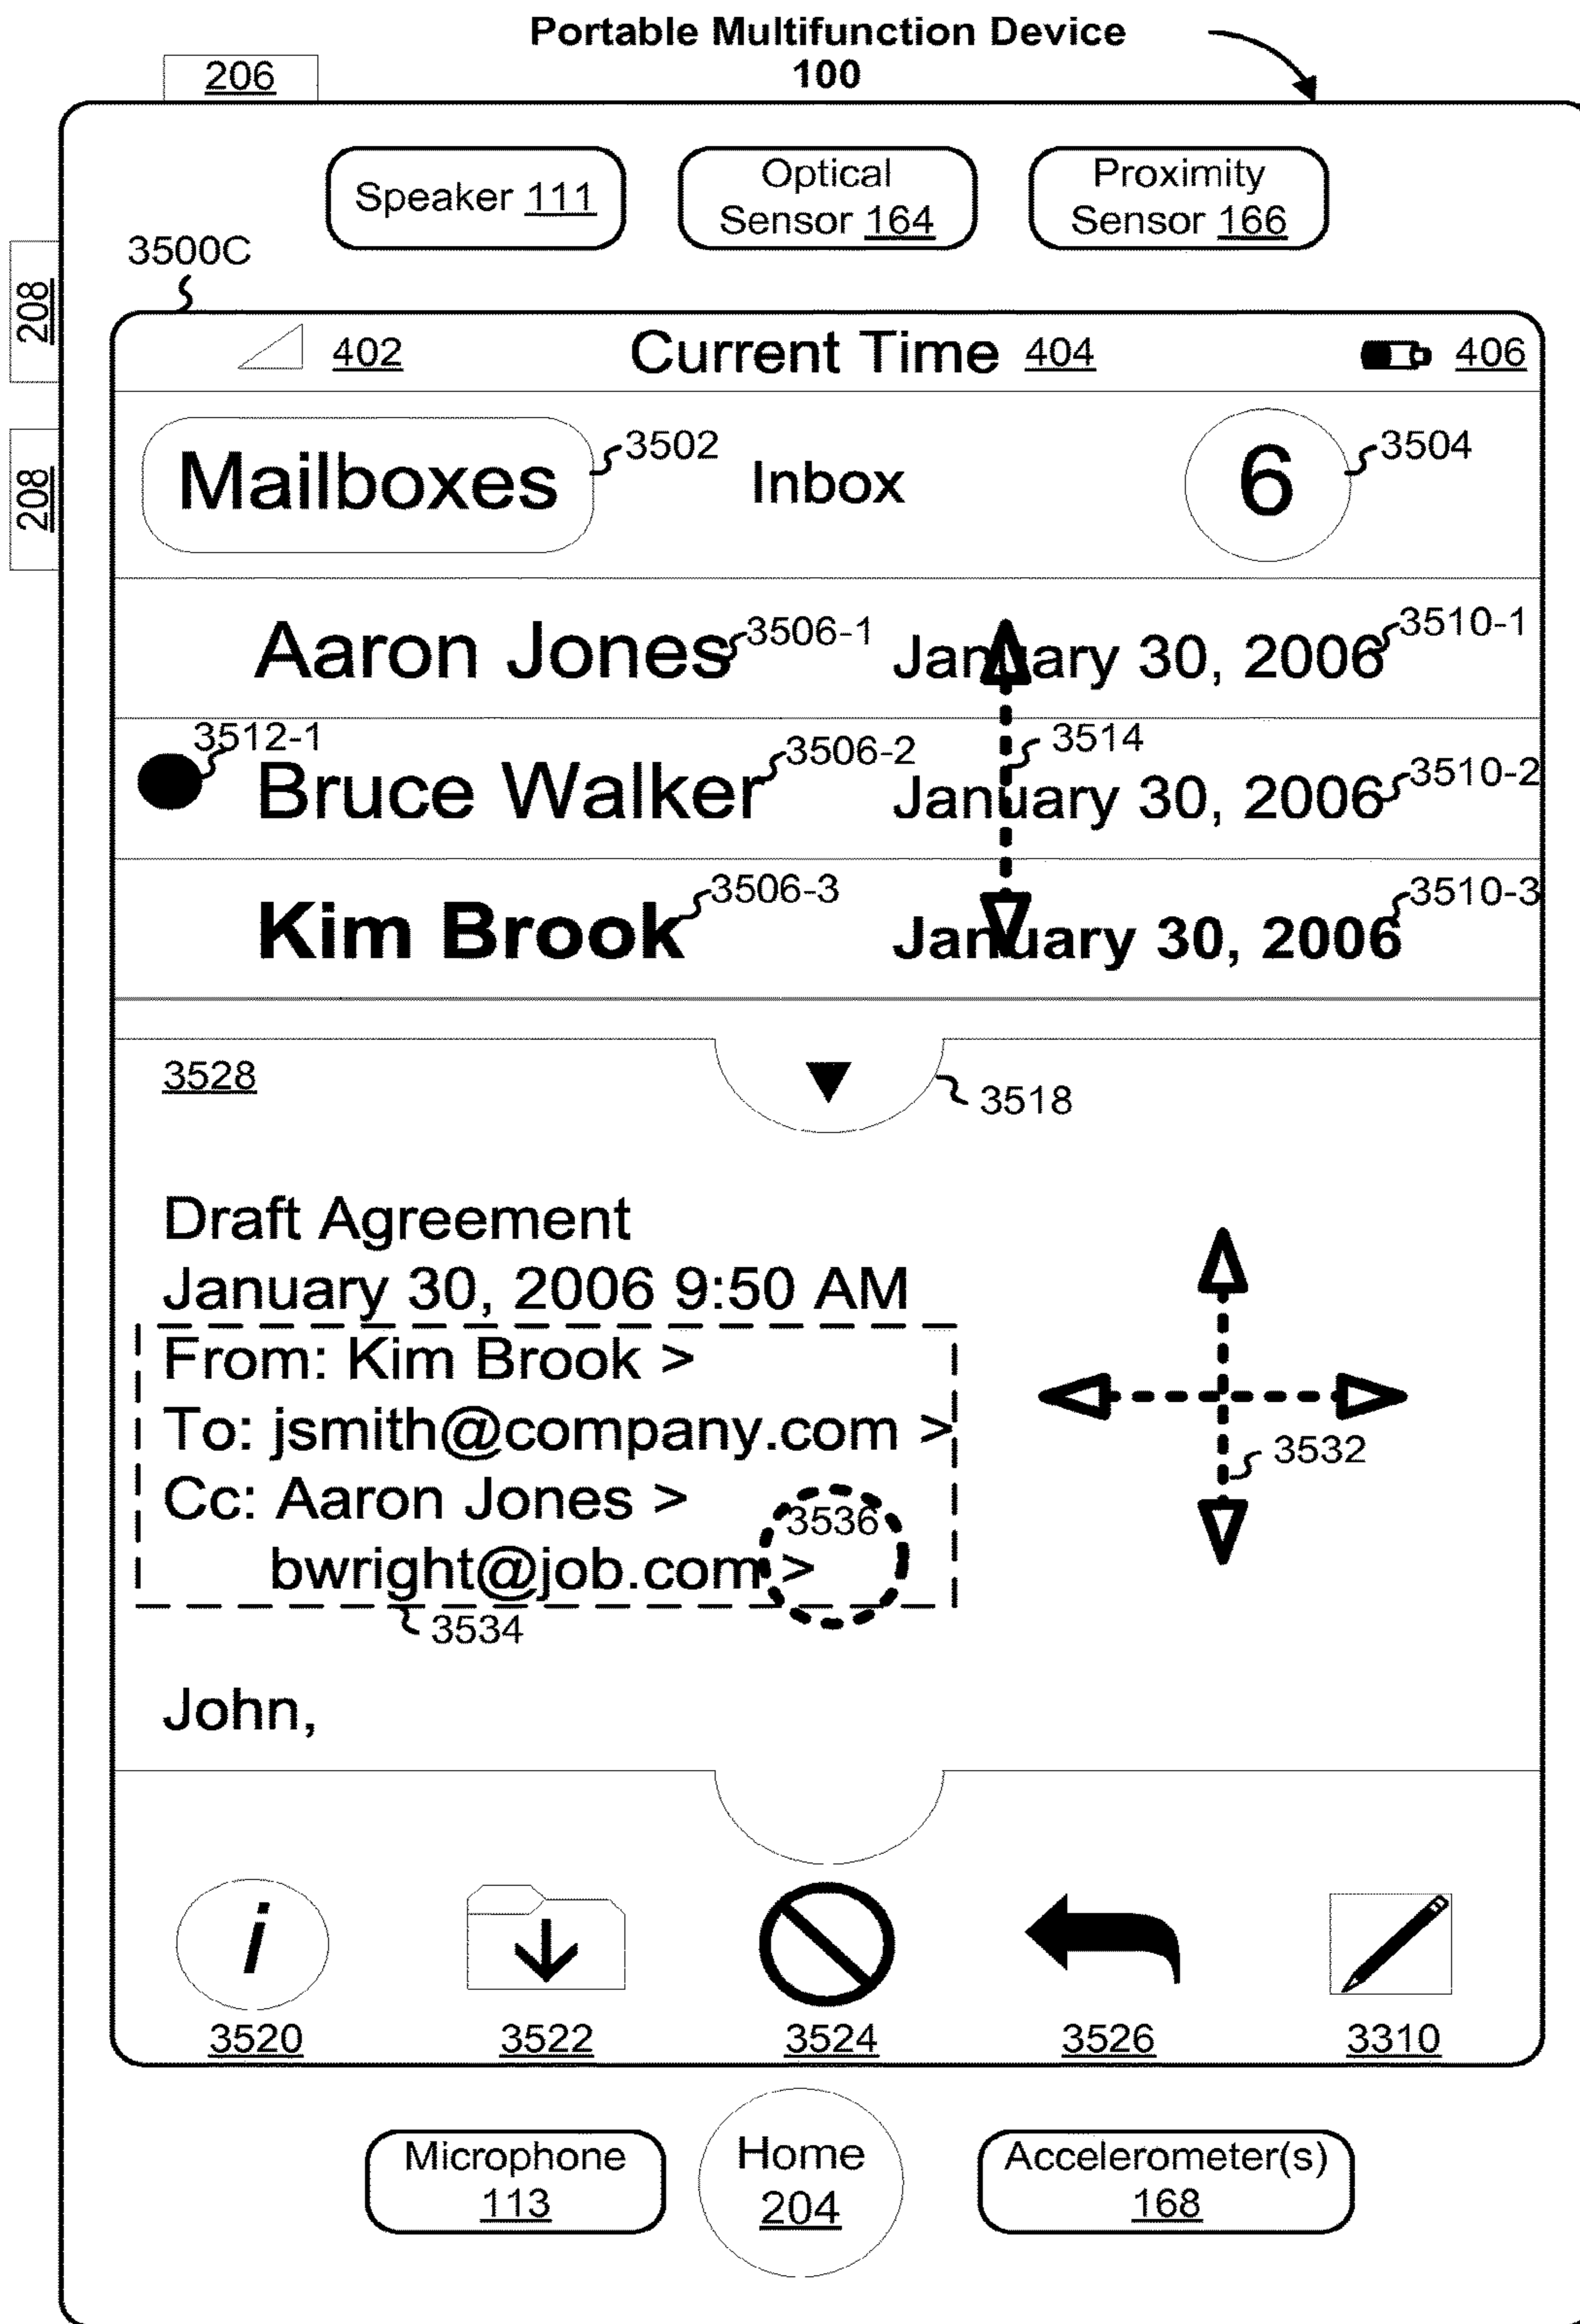 Portable Multifunction Device
100
206
Speaker 111
Optical
Sensor 164
Proximity
Sensor 166
3500C
208
402
Current Time 404
406
208
Mailboxes
3502
Inbox
6
3504
Aaron Jones
3506-1
January 30, 2006
3510-1
3512-1
Bruce Walker
3506-2
3514
January 30, 2006
3510-2
Kim Brook
3506-3
January 30, 2006
3510-3
3528
3518
Draft Agreement
January 30, 2006 9:50 AM
From: Kim Brook >
To: jsmith@company.com >
3532
Cc: Aaron Jones >
3536
bwright@job.com >
3534
John,
i
3520
3522
3524
3526
3310
Microphone
113
Home
204
Accelerometer(s)
168